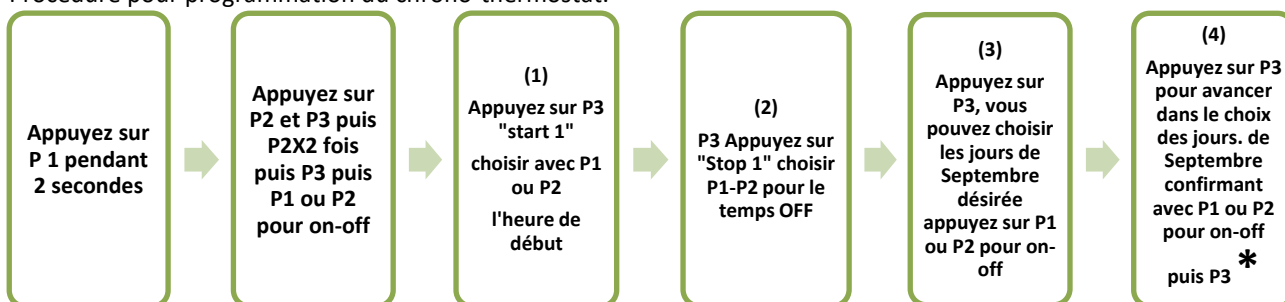 Procédure pour programmation du chrono-thermostat.
Appuyez sur
P 1 pendant
2 secondes
Appuyez sur
P2 et P3 puis
P2X2 fois
puis P3 puis
P1 ou P2
pour on-off
(1)
Appuyez sur P3
"start 1"
choisir avec P1
ou P2
l'heure de
début
(2)
P3 Appuyez sur
"Stop 1" choisir
P1-P2 pour le
temps OFF
(3)
Appuyez sur
P3, vous
pouvez choisir
les jours de
Septembre
désirée
appuyez sur P1
ou P2 pour on-
off
(4)
Appuyez sur P3
pour avancer
dans le choix
des jours. de
Septembre
confirmant
avec P1 ou P2
pour on-off
puis P3 *